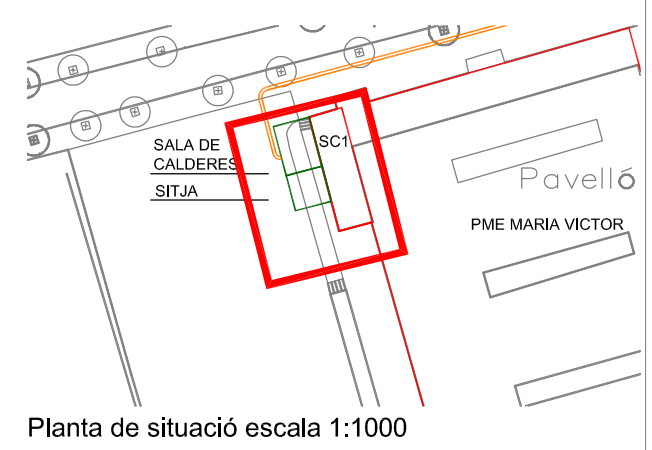 SALA DE
CALDERES
SC1
SITJA
Pavelló
PME MARIA VICTOR
Planta de situació escala 1:1000